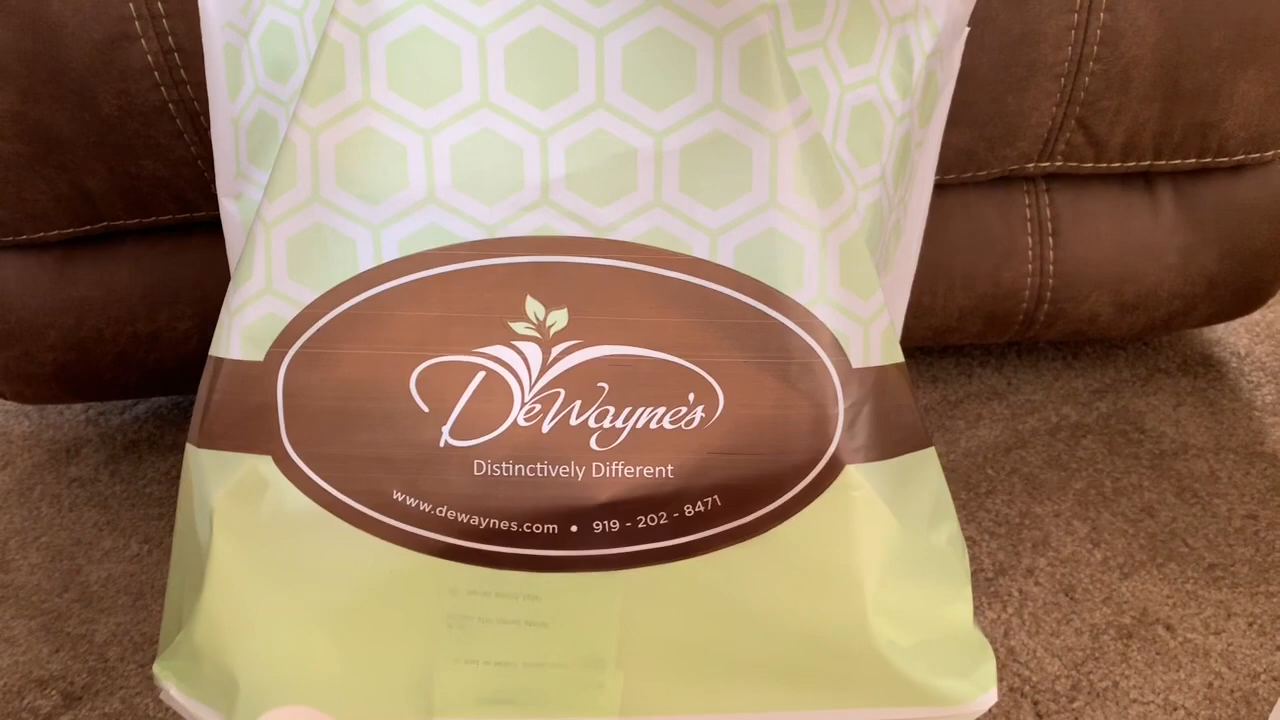 DeWayne's
Distinctively Different
www.dewaynes.com • 919 - 202 - 8471